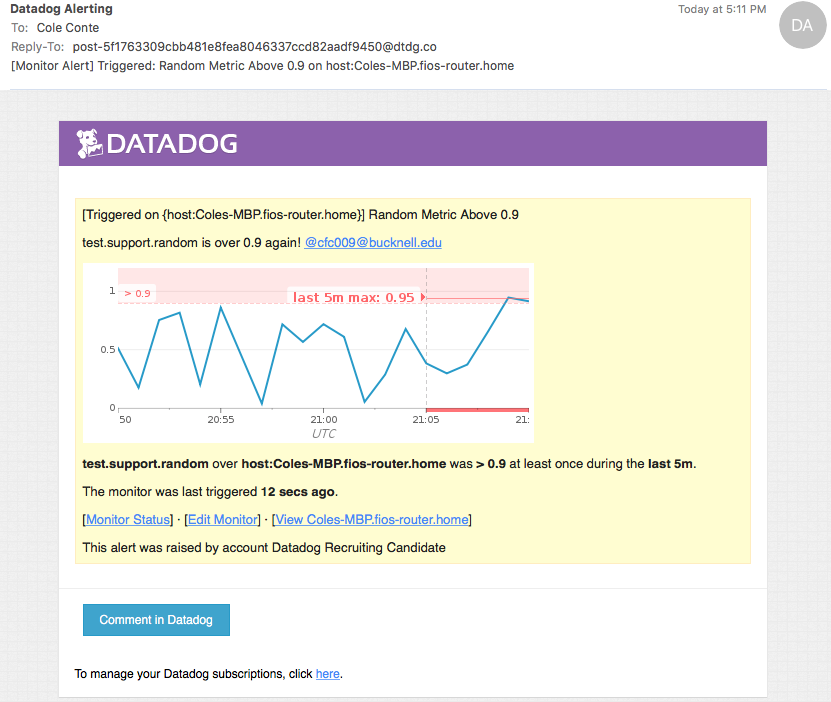 Datadog Alerting
Today at 5:11 PM
DA
To: Cole Conte
Reply-To: post-5f1763309cbb481e8fea8046337ccd82aadf9450@dtdg.co
[Monitor Alert] Triggered: Random Metric Above 0.9 on host:Coles-MBP.fios-router.home
DATADOG
[Triggered on {host:Coles-MBP.fios-router.home}] Random Metric Above 0.9
test.support.random is over 0.9 again! @cfc009@bucknell.edu
1
> 0.9
last 5m max: 0.95
0.5
0
50 20:55 21:00 21:05 21:
UTC
test.support.random over host:Coles-MBP.fios-router.home was > 0.9 at least once during the last 5m.
The monitor was last triggered 12 secs ago.
[Monitor Status] · [Edit Monitor] · [View Coles-MBP.fios-router.home]
This alert was raised by account Datadog Recruiting Candidate
Comment in Datadog
To manage your Datadog subscriptions, click here.